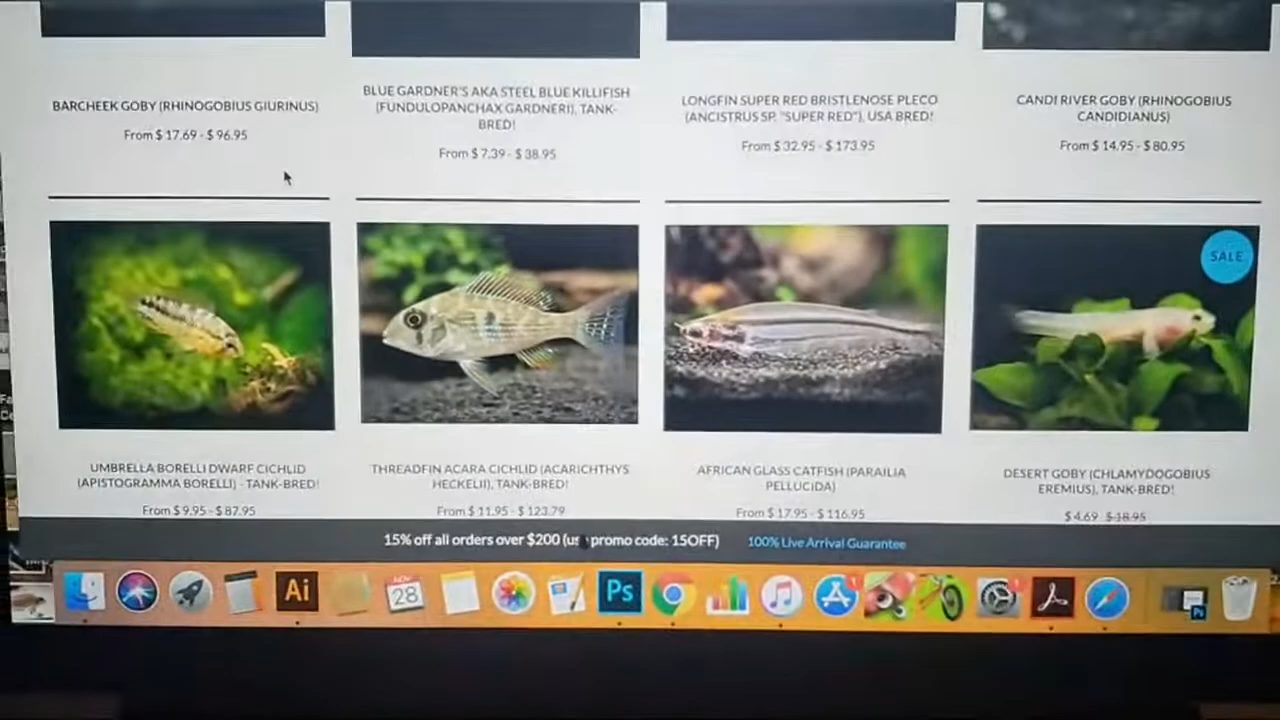 BARCHEEK GOBY (RHINOGOBIUS GIURINUS)
From $ 17.69 - $ 96.95
BLUE GARDNER'S AKA STEEL BLUE KILLIFISH
(FUNDULOPANCHAX GARDNERI), TANK-
BRED!
From $ 7.39 - $ 38.95
LONGFIN SUPER RED BRISTLENOSE PLECO
(ANCISTRUS SP. "SUPER RED"), USA BRED!
From $ 32.95 - $ 173.95
CANDI RIVER GOBY (RHINOGOBIUS
CANDIDIANUS)
From $ 14.95 - $ 80.95
SALE
UMBRELLA BORELLI DWARF CICHLID
(APISTOGRAMMA BORELLI) - TANK-BRED!
From $ 9.95 - $ 87.95
THREADFIN ACARA CICHLID (ACARICHTHYS
HECKELII), TANK-BRED!
From $ 11.95 - $ 123.79
AFRICAN GLASS CATFISH (PARAILIA
PELLUCIDA)
From $ 17.95 - $ 116.95
DESERT GOBY (CHLAMYDOGOBIUS
EREMIUS), TANK-BRED!
$ 4.69 $ 18.95
15% off all orders over $200 (us promo code: 15OFF)
100% Live Arrival Guarantee
Ai
NOV
28
Ps
Ps